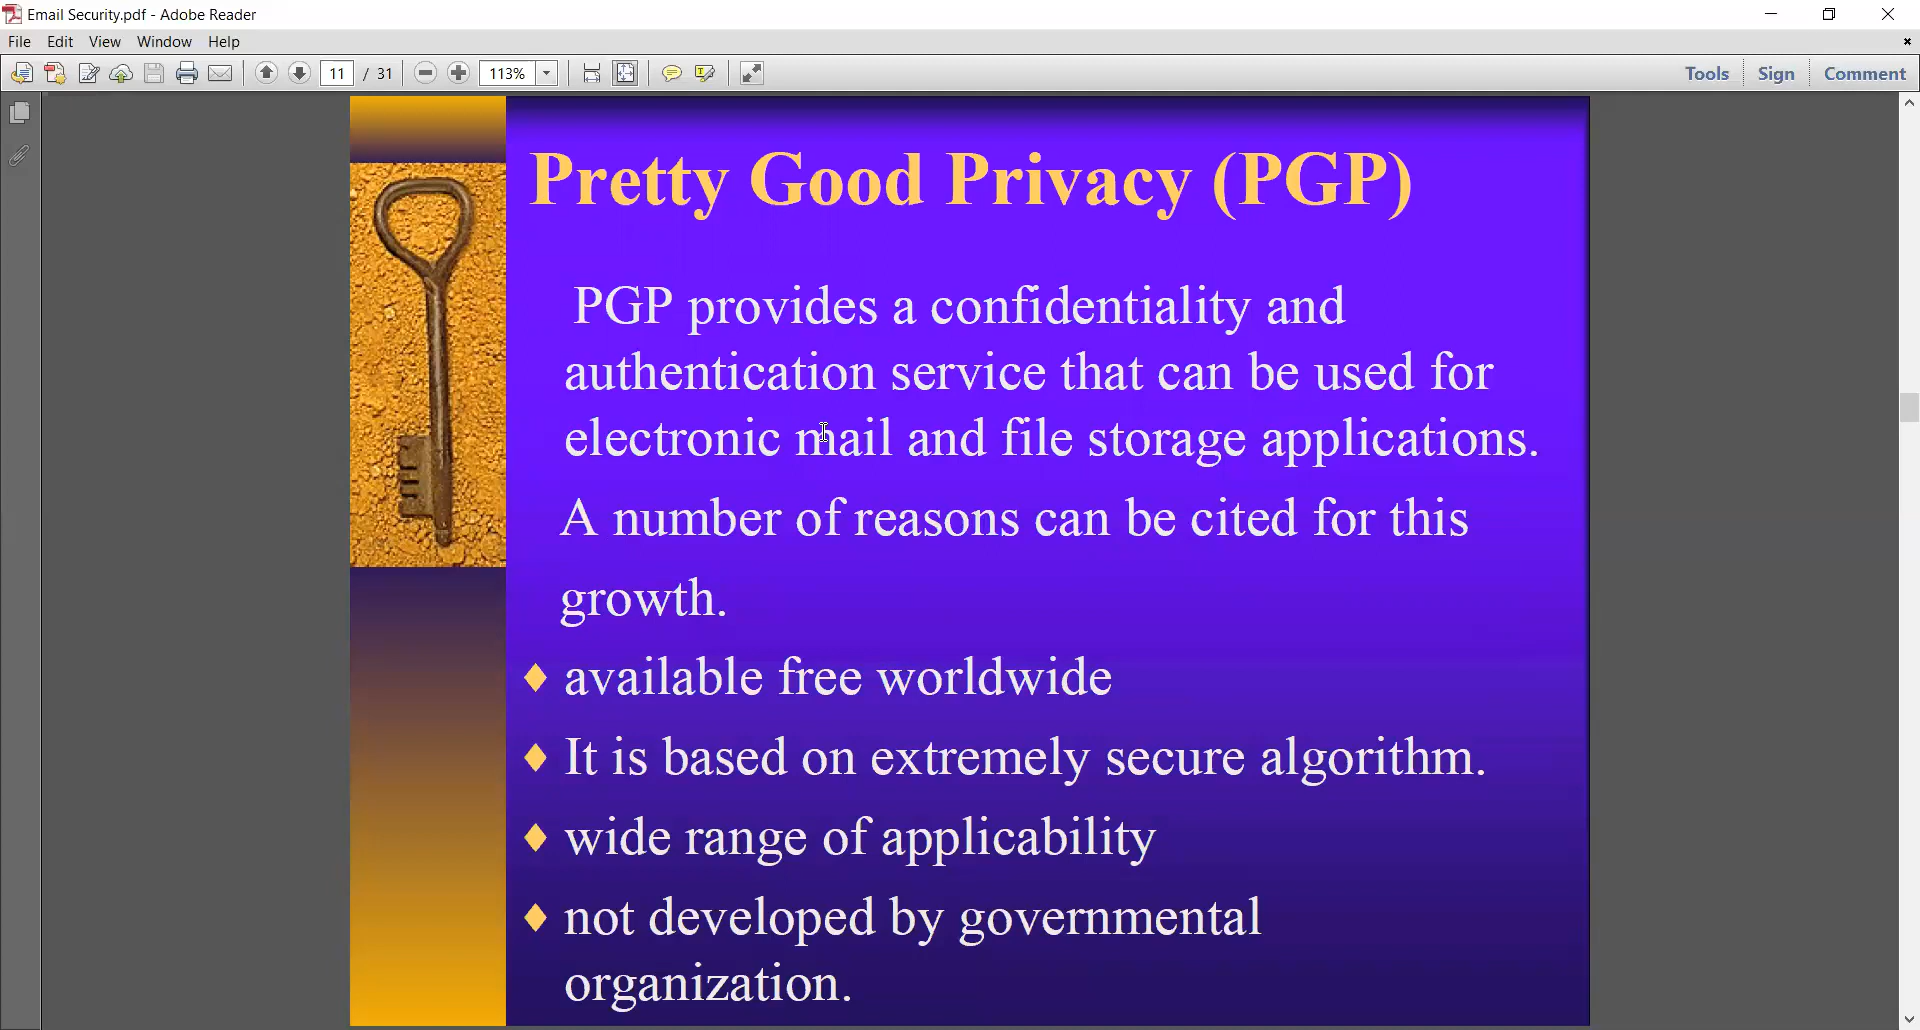 Email Security.pdf - Adobe Reader
File Edit View Window Help
11 / 31 113% Tools Sign Comment
Pretty Good Privacy (PGP)
PGP provides a confidentiality and
authentication service that can be used for
electronic mail and file storage applications.
A number of reasons can be cited for this
growth.
available free worldwide
It is based on extremely secure algorithm.
wide range of applicability
not developed by governmental
organization.